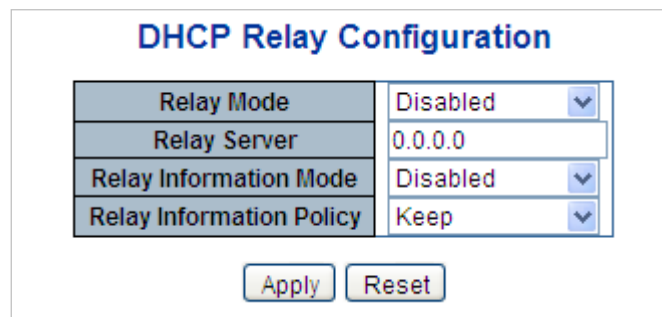 DHCP Relay Configuration
Relay Mode Disabled
Relay Server 0.0.0.0
Relay Information Mode Disabled
Relay Information Policy Keep
Apply Reset